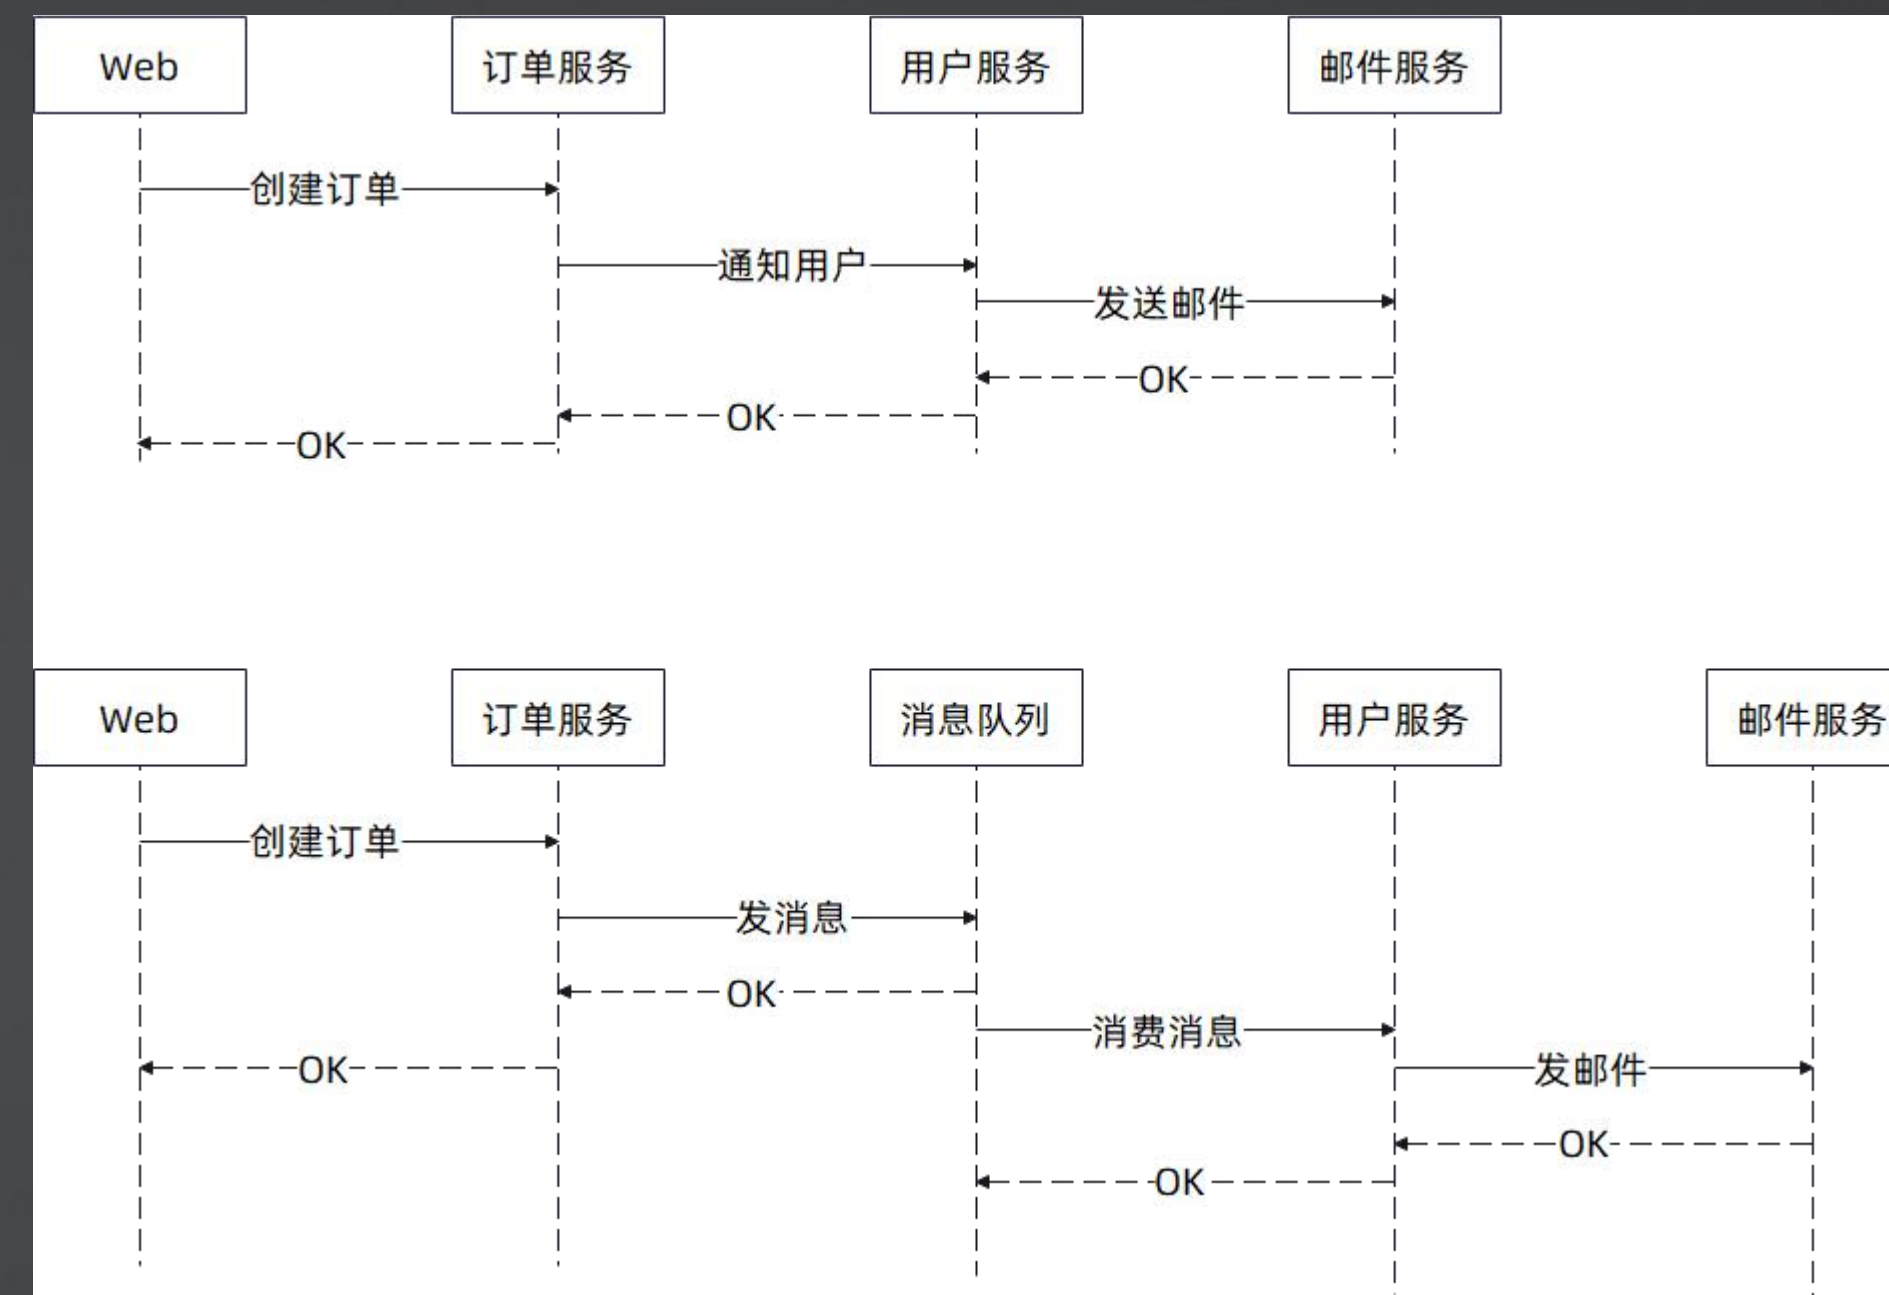 Web
订单服务
用户服务
邮件服务
创建订单
通知用户
发送邮件
OK
OK
OK
Web
订单服务
消息队列
用户服务
邮件服务
创建订单
发消息
OK
消费消息
OK
发邮件
OK
OK